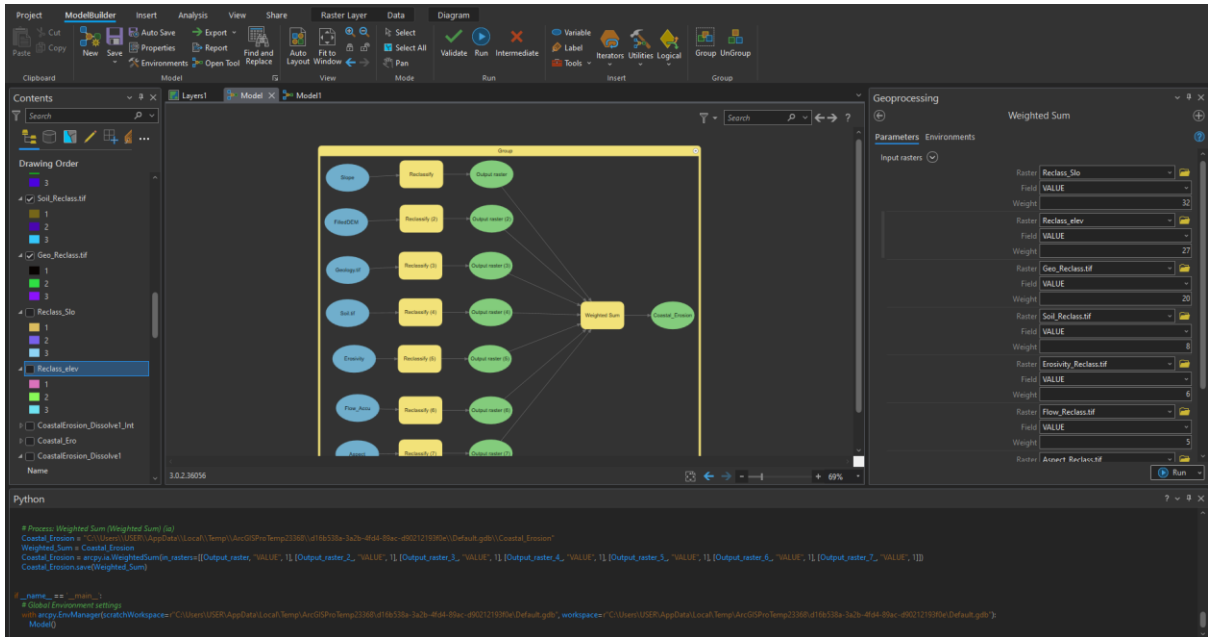 Project ModelBuilder Insert Analysis View Share Raster Layer Data Diagram
Paste Cut Copy New Save Auto Save Properties Environments Export Report Open Tool Find and Replace Auto Layout Fit to Window Select Select All Pan Validate Run Intermediate Variable Label Tools Iterators Utilities Logical Group UnGroup
Clipboard Model View Mode Run Insert Group
Contents
Search
Drawing Order
3
Soil_Reclass.tif
1
2
3
Geo_Reclass.tif
1
2
3
Reclass_Slo
1
2
3
Reclass_elev
1
2
3
CoastalErosion_Dissolve1_Int
Coastal_Ero
CoastalErosion_Dissolve1
Name
Layers1 Model Model1
Search
Group
Slope Reclassify Output raster
FilledDEM Reclassify (2) Output raster (2)
Geology.tif Reclassify (3) Output raster (3)
Soil.tif Reclassify (4) Output raster (4)
Weighted Sum Coastal_Erosion
Erosivity Reclassify (5) Output raster (5)
Flow_Accu Reclassify (6) Output raster (6)
Aspect Reclassify (7) Output raster (7)
3.0.2.36056
69%
Geoprocessing
Weighted Sum
Parameters Environments
Input rasters
Raster Reclass_Slo
Field VALUE
Weight 32
Raster Reclass_elev
Field VALUE
Weight 27
Raster Geo_Reclass.tif
Field VALUE
Weight 20
Raster Soil_Reclass.tif
Field VALUE
Weight 8
Raster Erosivity_Reclass.tif
Field VALUE
Weight 6
Raster Flow_Reclass.tif
Field VALUE
Weight 5
Raster Aspect_Reclass.tif
Run
Python
# Process: Weighted Sum (Weighted Sum) (ia)
Coastal_Erosion = "C:\\Users\\USER\\AppData\\Local\\Temp\\ArcGISProTemp23368\\d16b538a-3a2b-4fd4-89ac-d90212193f0e\\Default.gdb\\Coastal_Erosion"
Weighted_Sum = Coastal_Erosion
Coastal_Erosion = arcpy.ia.WeightedSum(in_rasters=[[Output_raster, "VALUE", 1], [Output_raster_2_, "VALUE", 1], [Output_raster_3_, "VALUE", 1], [Output_raster_4_, "VALUE", 1], [Output_raster_5_, "VALUE", 1], [Output_raster_6_, "VALUE", 1], [Output_raster_7_, "VALUE", 1]])
Coastal_Erosion.save(Weighted_Sum)
if __name__ == '__main__':
# Global Environment settings
with arcpy.EnvManager(scratchWorkspace=r"C:\Users\USER\AppData\Local\Temp\ArcGISProTemp23368\d16b538a-3a2b-4fd4-89ac-d90212193f0e\Default.gdb", workspace=r"C:\Users\USER\AppData\Local\Temp\ArcGISProTemp23368\d16b538a-3a2b-4fd4-89ac-d90212193f0e\Default.gdb"):
Model()